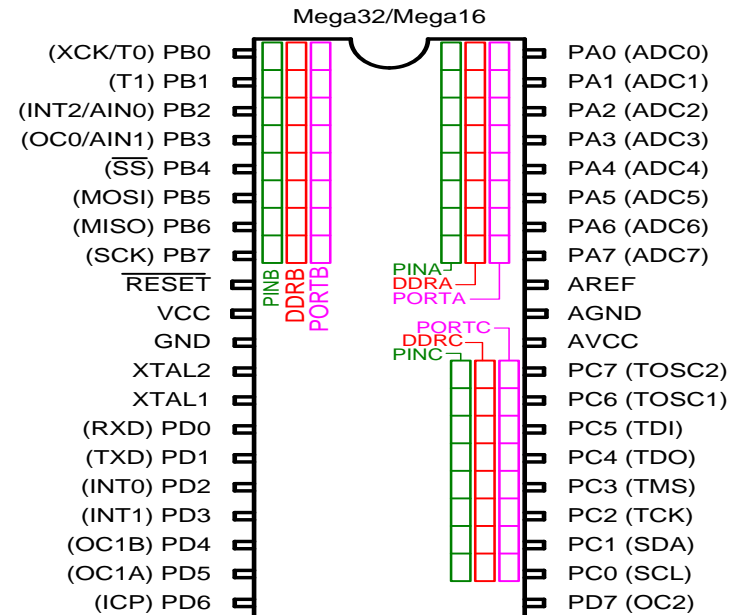 Mega32/Mega16
(XCK/T0) PB0
(T1) PB1
(INT2/AIN0) PB2
(OC0/AIN1) PB3
(S̅S̅) PB4
(MOSI) PB5
(MISO) PB6
(SCK) PB7
R̅E̅S̅E̅T̅
VCC
GND
XTAL2
XTAL1
(RXD) PD0
(TXD) PD1
(INT0) PD2
(INT1) PD3
(OC1B) PD4
(OC1A) PD5
(ICP) PD6
PINB
DDRB
PORTB
PINA
DDRA
PORTA
PORTC
DDRC
PINC
PA0 (ADC0)
PA1 (ADC1)
PA2 (ADC2)
PA3 (ADC3)
PA4 (ADC4)
PA5 (ADC5)
PA6 (ADC6)
PA7 (ADC7)
AREF
AGND
AVCC
PC7 (TOSC2)
PC6 (TOSC1)
PC5 (TDI)
PC4 (TDO)
PC3 (TMS)
PC2 (TCK)
PC1 (SDA)
PC0 (SCL)
PD7 (OC2)